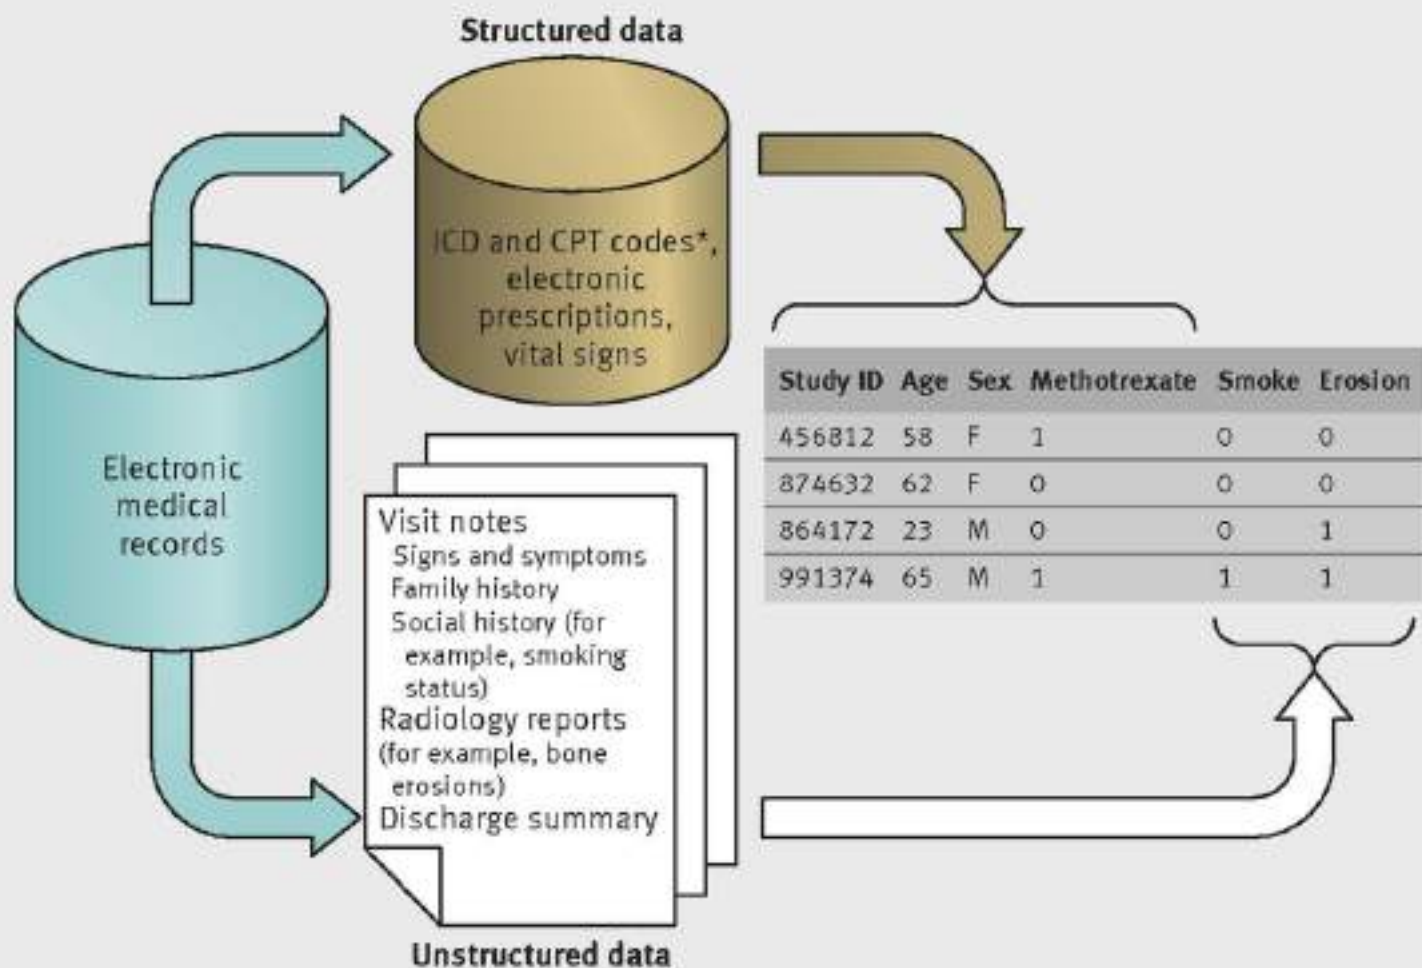 Structured data
ICD and CPT codes*,
electronic
prescriptions,
vital signs
Electronic
medical
records
Study ID Age Sex Methotrexate Smoke Erosion
456812 58 F 1 0 0
874632 62 F 0 0 0
864172 23 M 0 0 1
991374 65 M 1 1 1
Visit notes
Signs and symptoms
Family history
Social history (for
example, smoking
status)
Radiology reports
(for example, bone
erosions)
Discharge summary
Unstructured data